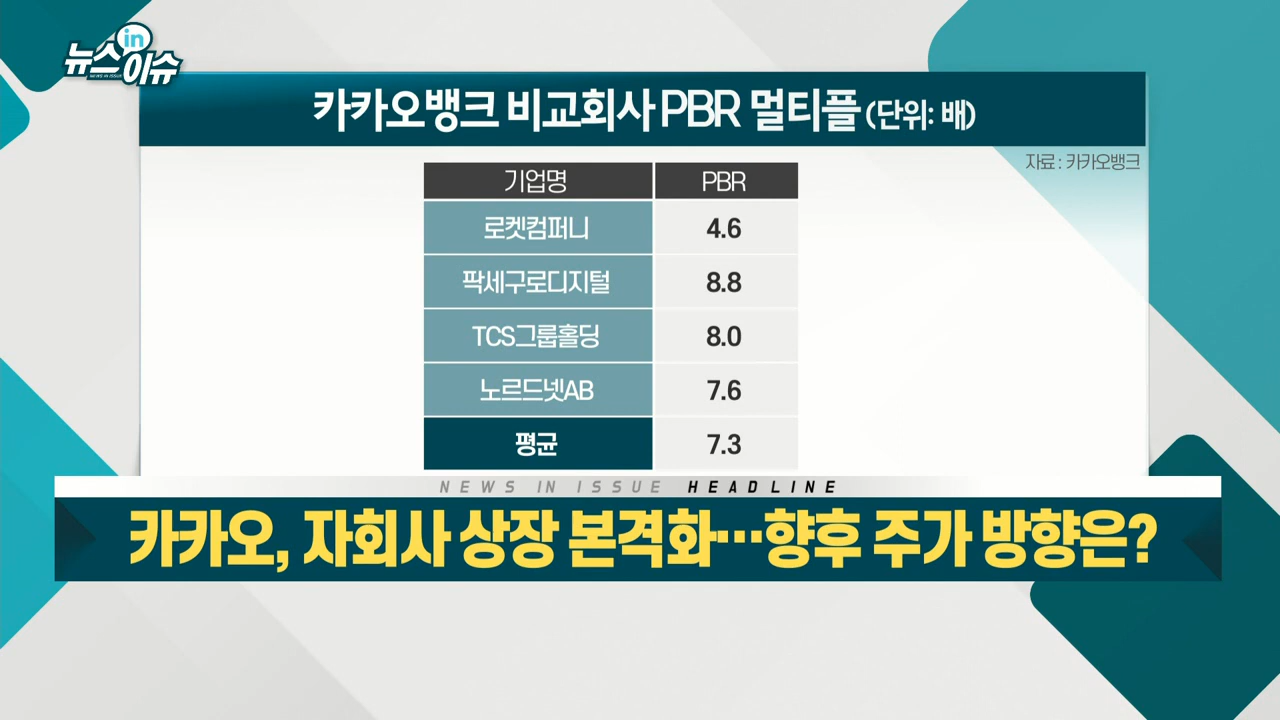 뉴스in이슈
NEWS IN ISSUE
카카오뱅크 비교회사 PBR 멀티플 (단위: 배)
자료 : 카카오뱅크
기업명 PBR
로켓컴퍼니 4.6
팍세구로디지털 8.8
TCS그룹홀딩 8.0
노르드넷AB 7.6
평균 7.3
NEWS IN ISSUE HEADLINE
카카오, 자회사 상장 본격화…향후 주가 방향은?